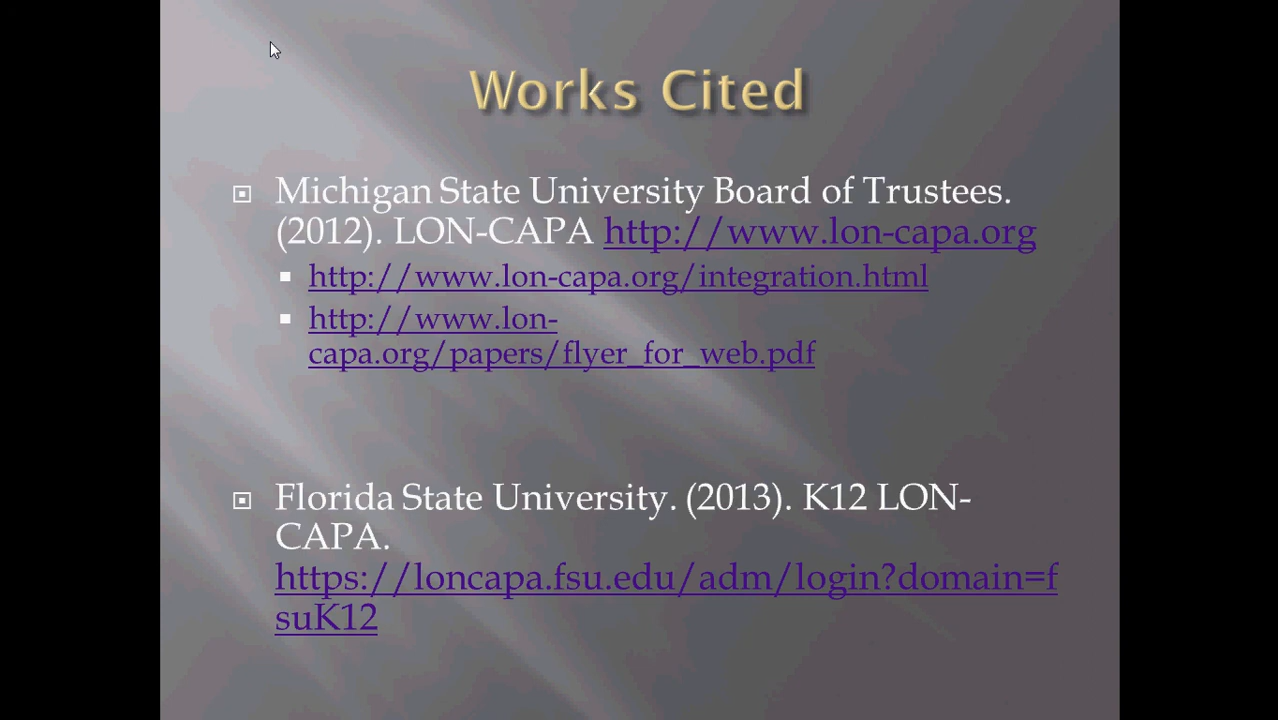 Works Cited
Michigan State University Board of Trustees.
(2012). LON-CAPA http://www.lon-capa.org
http://www.lon-capa.org/integration.html
http://www.lon-
capa.org/papers/flyer_for_web.pdf
Florida State University. (2013). K12 LON-
CAPA.
https://loncapa.fsu.edu/adm/login?domain=f
suK12